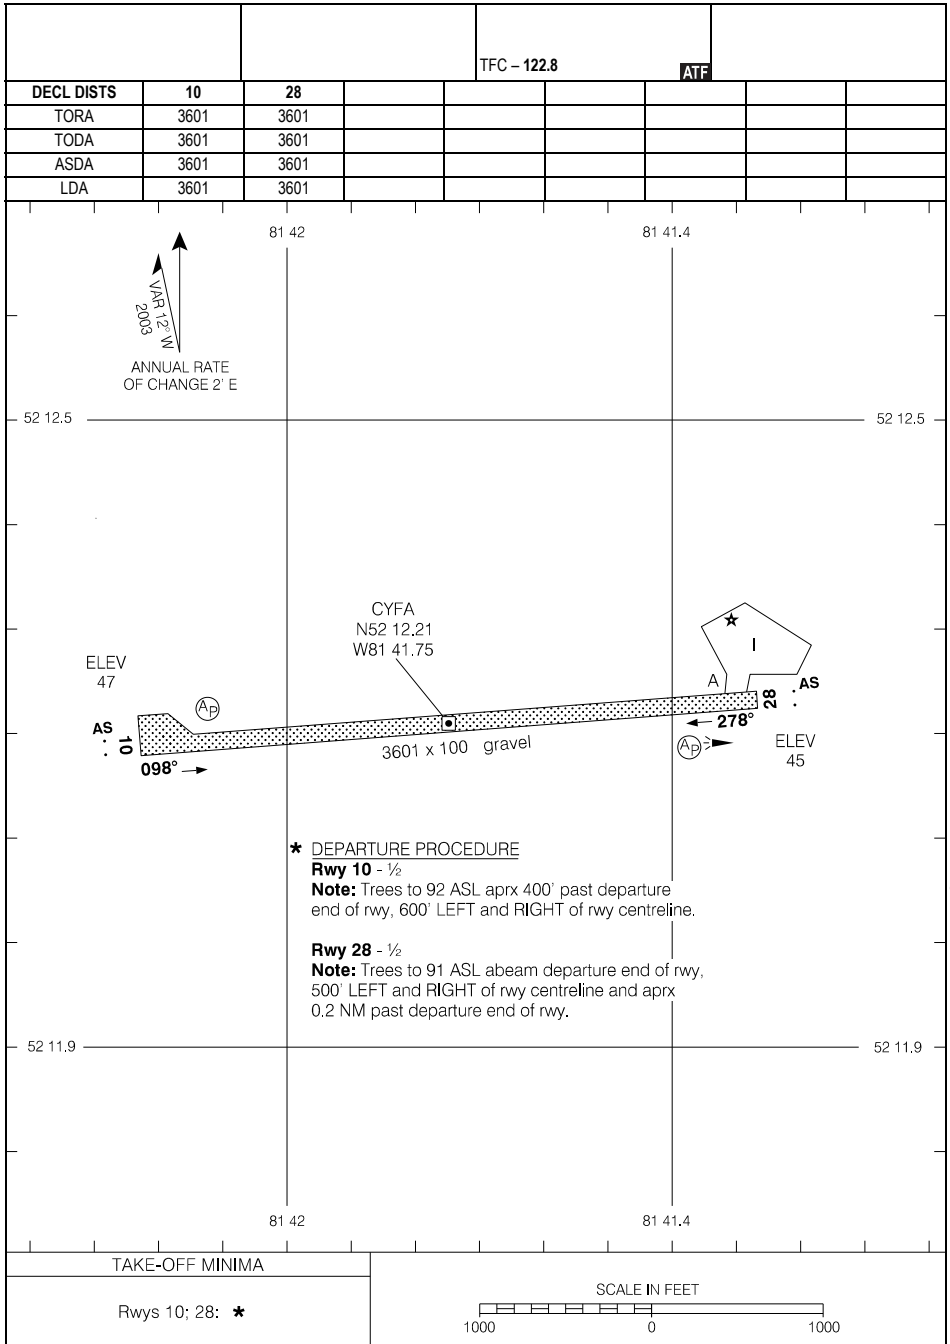 TFC – 122.8 ATF
DECL DISTS 10 28
TORA 3601 3601
TODA 3601 3601
ASDA 3601 3601
LDA 3601 3601
81 42 81 41.4
VAR 12° W
2003
ANNUAL RATE
OF CHANGE 2' E
52 12.5 52 12.5
CYFA
N52 12.21
W81 41.75
ELEV
47
I
A
AP
AS
10
098°
3601 x 100 gravel
28
AS
278°
AP
ELEV
45
* DEPARTURE PROCEDURE
Rwy 10 - ½
Note: Trees to 92 ASL aprx 400' past departure
end of rwy, 600' LEFT and RIGHT of rwy centreline.
Rwy 28 - ½
Note: Trees to 91 ASL abeam departure end of rwy,
500' LEFT and RIGHT of rwy centreline and aprx
0.2 NM past departure end of rwy.
52 11.9 52 11.9
81 42 81 41.4
TAKE-OFF MINIMA
Rwys 10; 28: *
SCALE IN FEET
1000 0 1000